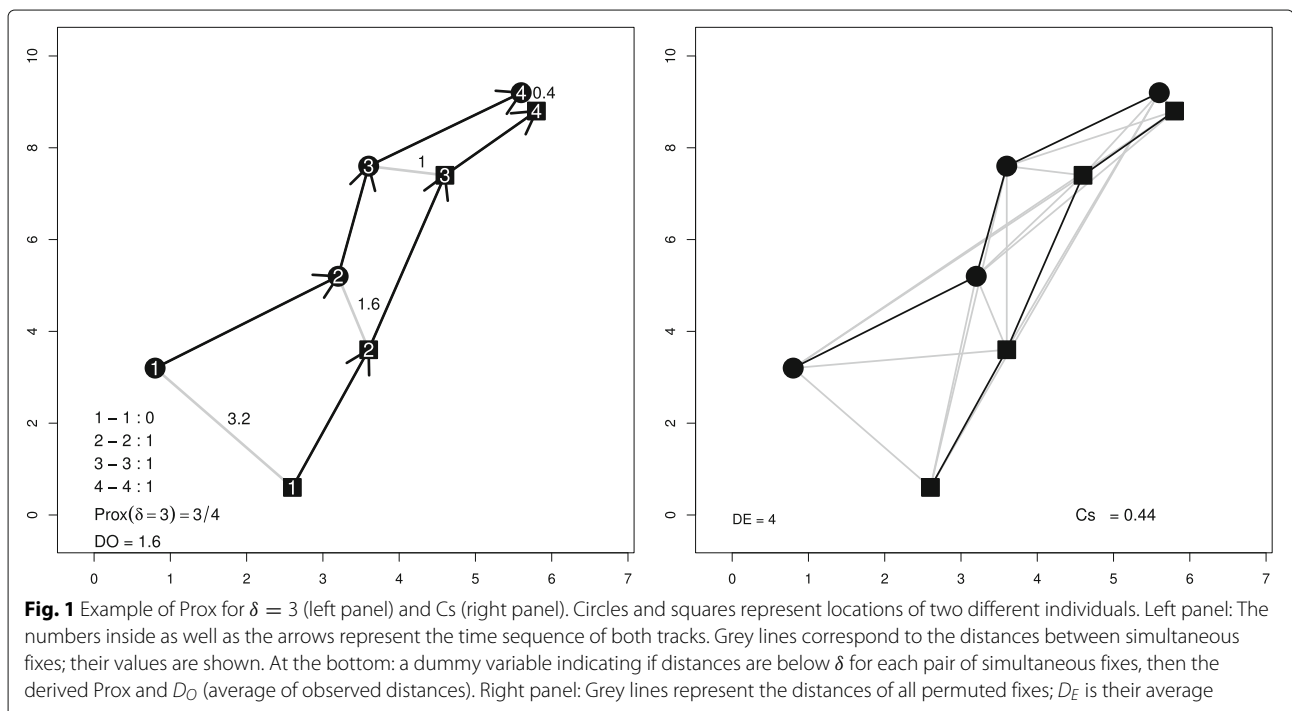 10
8
6
4
2
0
0 1 2 3 4 5 6 7
4 0.4
4
3 1 3
2
1.6
2
1
3.2
1
1 – 1 : 0
2 – 2 : 1
3 – 3 : 1
4 – 4 : 1
Prox(δ = 3) = 3/4
DO = 1.6
10
8
6
4
2
0
0 1 2 3 4 5 6 7
DE = 4
Cs = 0.44
Fig. 1 Example of Prox for δ = 3 (left panel) and Cs (right panel). Circles and squares represent locations of two different individuals. Left panel: The
numbers inside as well as the arrows represent the time sequence of both tracks. Grey lines correspond to the distances between simultaneous
fixes; their values are shown. At the bottom: a dummy variable indicating if distances are below δ for each pair of simultaneous fixes, then the
derived Prox and D_O (average of observed distances). Right panel: Grey lines represent the distances of all permuted fixes; D_E is their average